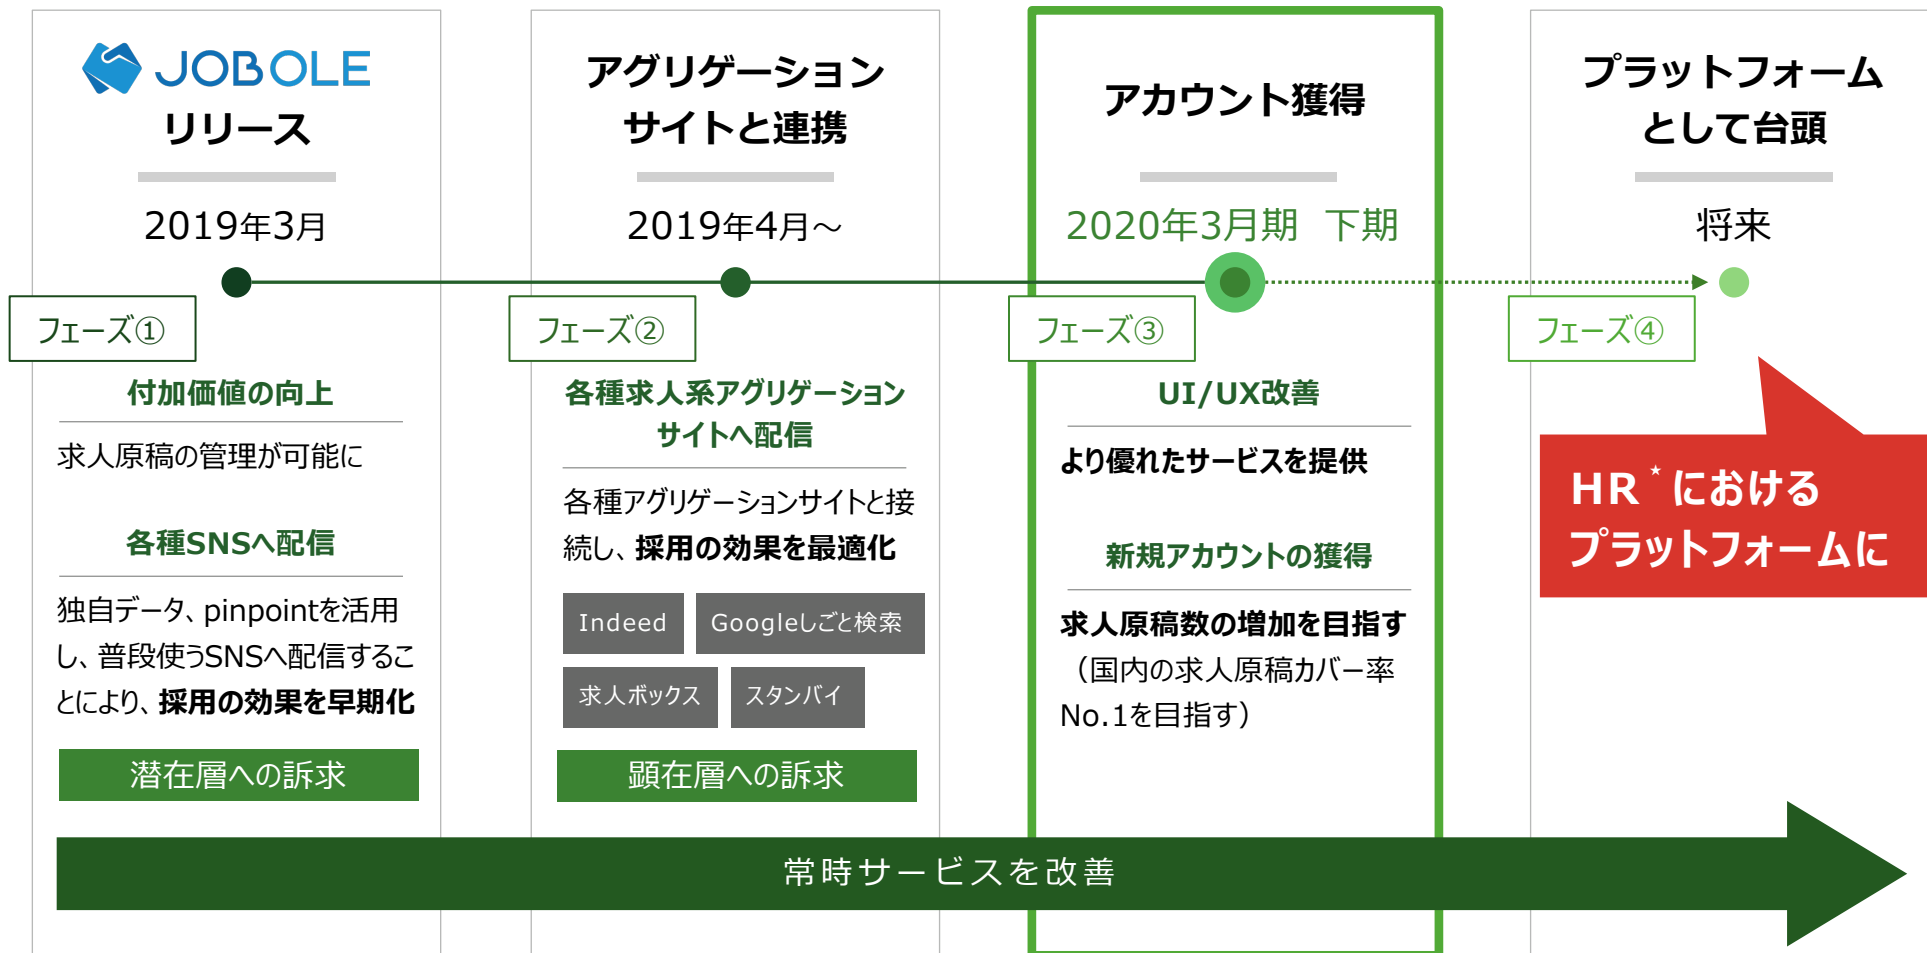 JOBOLE
リリース
2019年3月
フェーズ①
付加価値の向上
求人原稿の管理が可能に
各種SNSへ配信
独自データ、pinpointを活用
し、普段使うSNSへ配信するこ
とにより、採用の効果を早期化
潜在層への訴求
アグリゲーション
サイトと連携
2019年4月～
フェーズ②
各種求人系アグリゲーション
サイトへ配信
各種アグリゲーションサイトと接
続し、採用の効果を最適化
Indeed
Googleしごと検索
求人ボックス
スタンバイ
顕在層への訴求
アカウント獲得
2020年3月期 下期
フェーズ③
UI/UX改善
より優れたサービスを提供
新規アカウントの獲得
求人原稿数の増加を目指す
（国内の求人原稿カバー率
No.1を目指す）
プラットフォーム
として台頭
将来
フェーズ④
HR★における
プラットフォームに
常時サービスを改善